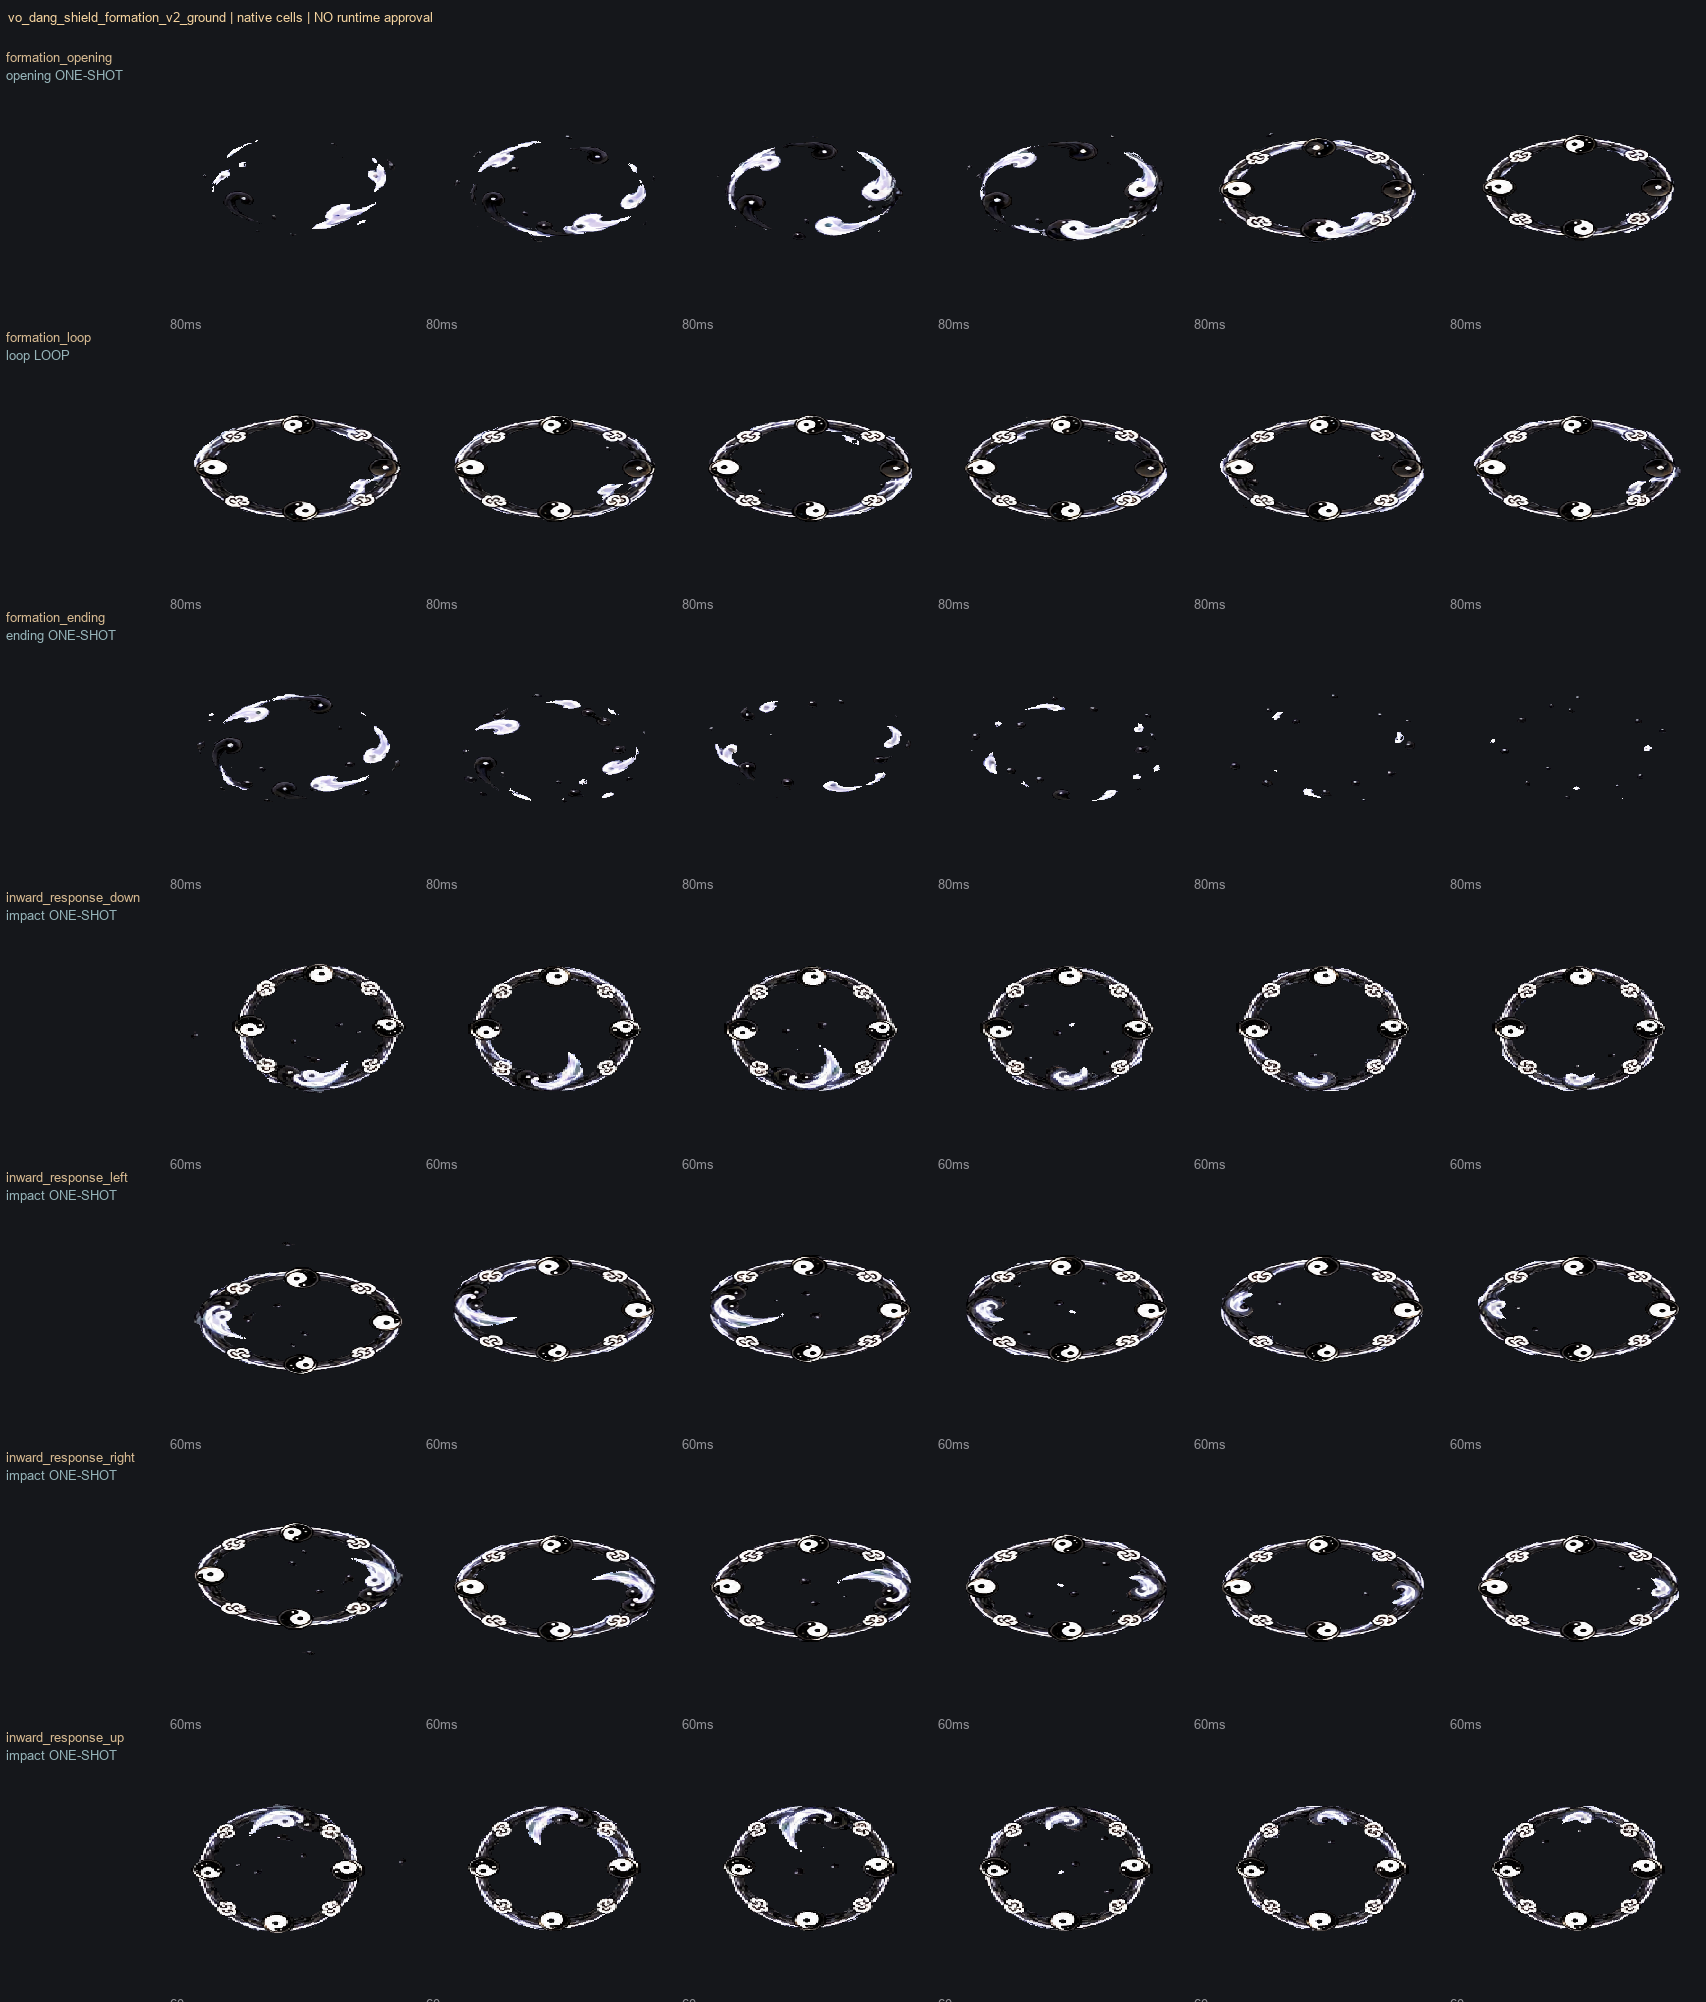 vo_dang_shield_formation_v2_ground | native cells | NO runtime approval
formation_opening
opening ONE-SHOT
80ms 80ms 80ms 80ms 80ms 80ms
formation_loop
loop LOOP
80ms 80ms 80ms 80ms 80ms 80ms
formation_ending
ending ONE-SHOT
80ms 80ms 80ms 80ms 80ms 80ms
inward_response_down
impact ONE-SHOT
60ms 60ms 60ms 60ms 60ms 60ms
inward_response_left
impact ONE-SHOT
60ms 60ms 60ms 60ms 60ms 60ms
inward_response_right
impact ONE-SHOT
60ms 60ms 60ms 60ms 60ms 60ms
inward_response_up
impact ONE-SHOT